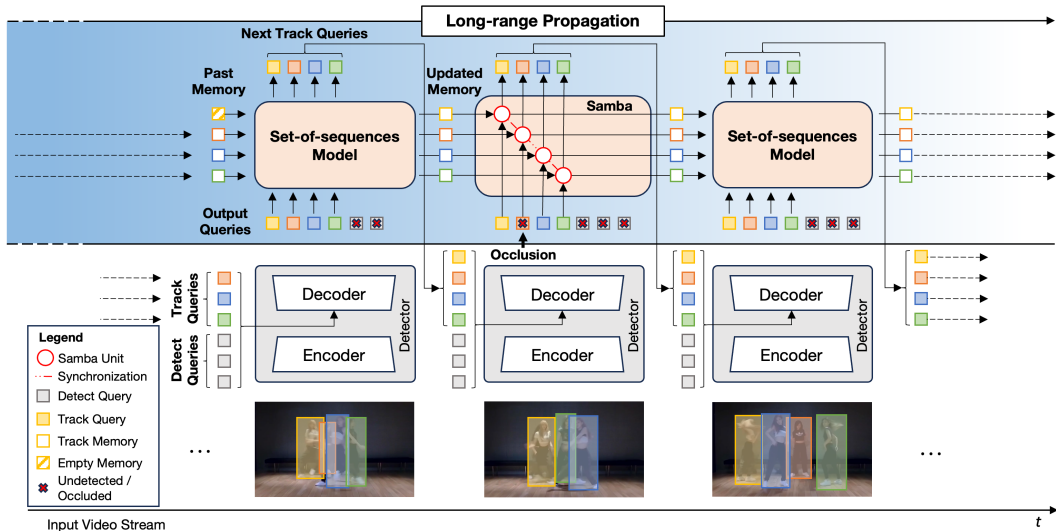 Long-range Propagation
Next Track Queries
Past
Memory
Updated
Memory
Samba
Set-of-sequences
Model
Set-of-sequences
Model
Output
Queries
Occlusion
Track
Queries
Detect
Queries
Decoder
Encoder
Detector
Decoder
Encoder
Detector
Decoder
Encoder
Detector
Legend
Samba Unit
Synchronization
Detect Query
Track Query
Track Memory
Empty Memory
Undetected /
Occluded
...
...
Input Video Stream
t